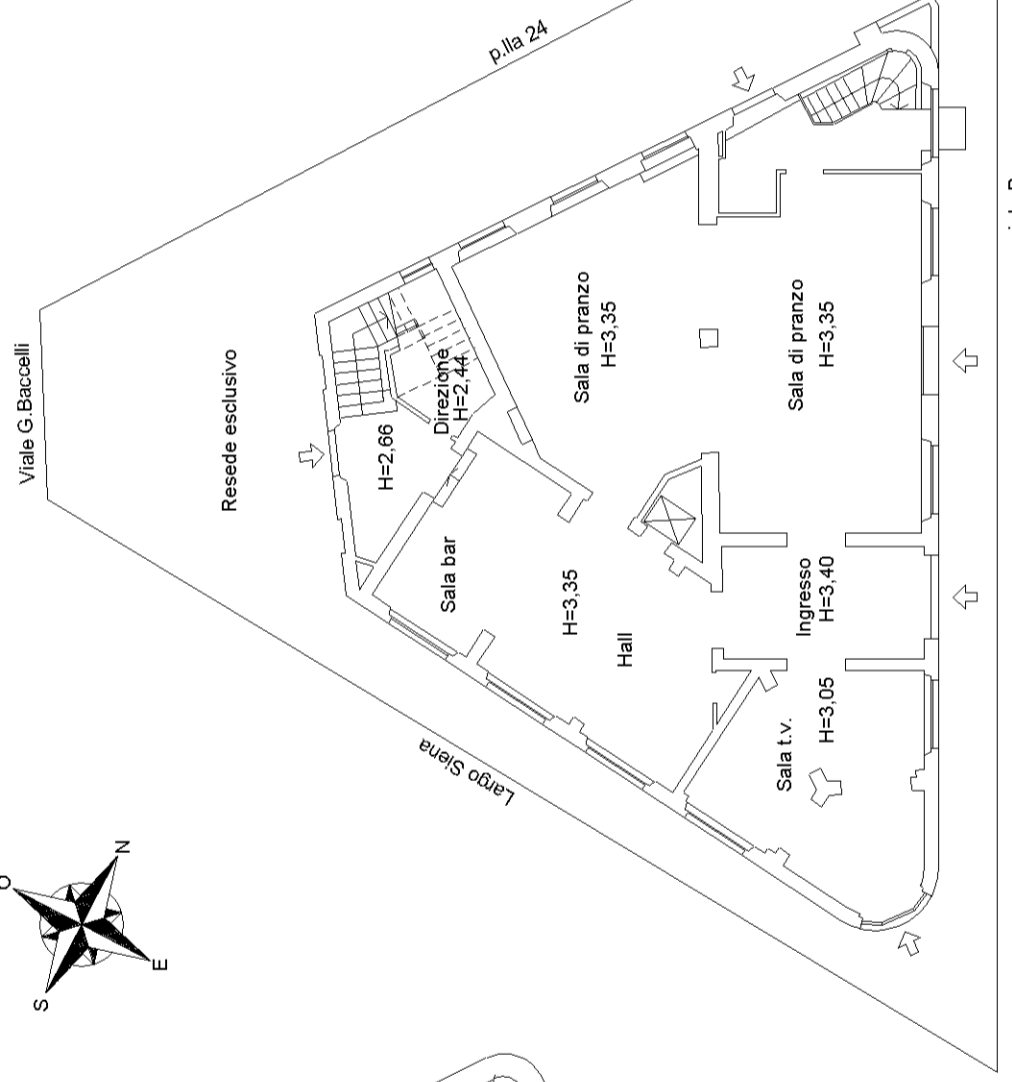 p.lla 24
Viale G.Baccelli
Resede esclusivo
Direzione
H=2,44
H=2,66
Sala di pranzo
H=3,35
Sala di pranzo
H=3,35
Sala bar
H=3,35
Hall
Ingresso
H=3,40
Sala t.v.
H=3,05
Largo Siena
O
N
S
E